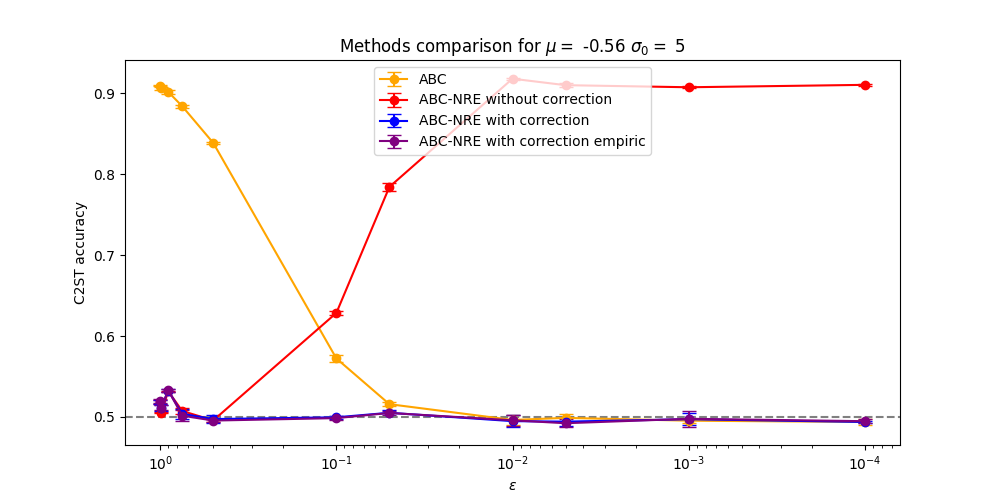 Methods comparison for μ = -0.56 σ₀ = 5
ABC
ABC-NRE without correction
ABC-NRE with correction
ABC-NRE with correction empiric
C2ST accuracy
0.9
0.8
0.7
0.6
0.5
10⁰ 10⁻¹ 10⁻² 10⁻³ 10⁻⁴
ε